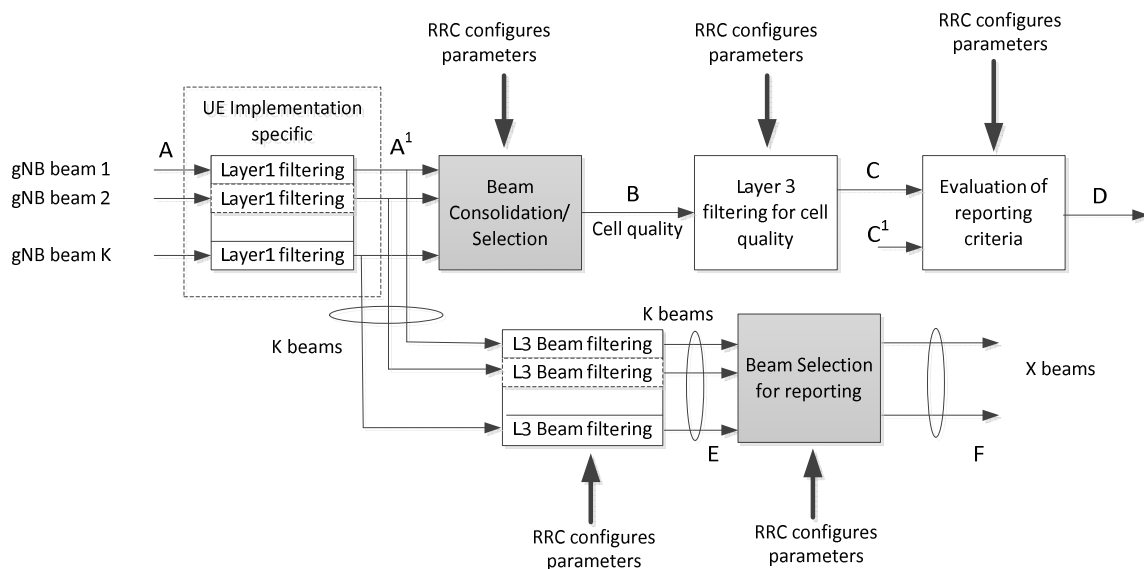 RRC configures
parameters
RRC configures
parameters
RRC configures
parameters
UE Implementation
specific
A
A¹
gNB beam 1
Layer1 filtering
gNB beam 2
Layer1 filtering
gNB beam K
Layer1 filtering
Beam
Consolidation/
Selection
B
Cell quality
Layer 3
filtering for cell
quality
C
C¹
Evaluation of
reporting
criteria
D
K beams
L3 Beam filtering
L3 Beam filtering
L3 Beam filtering
K beams
E
Beam Selection
for reporting
X beams
F
RRC configures
parameters
RRC configures
parameters